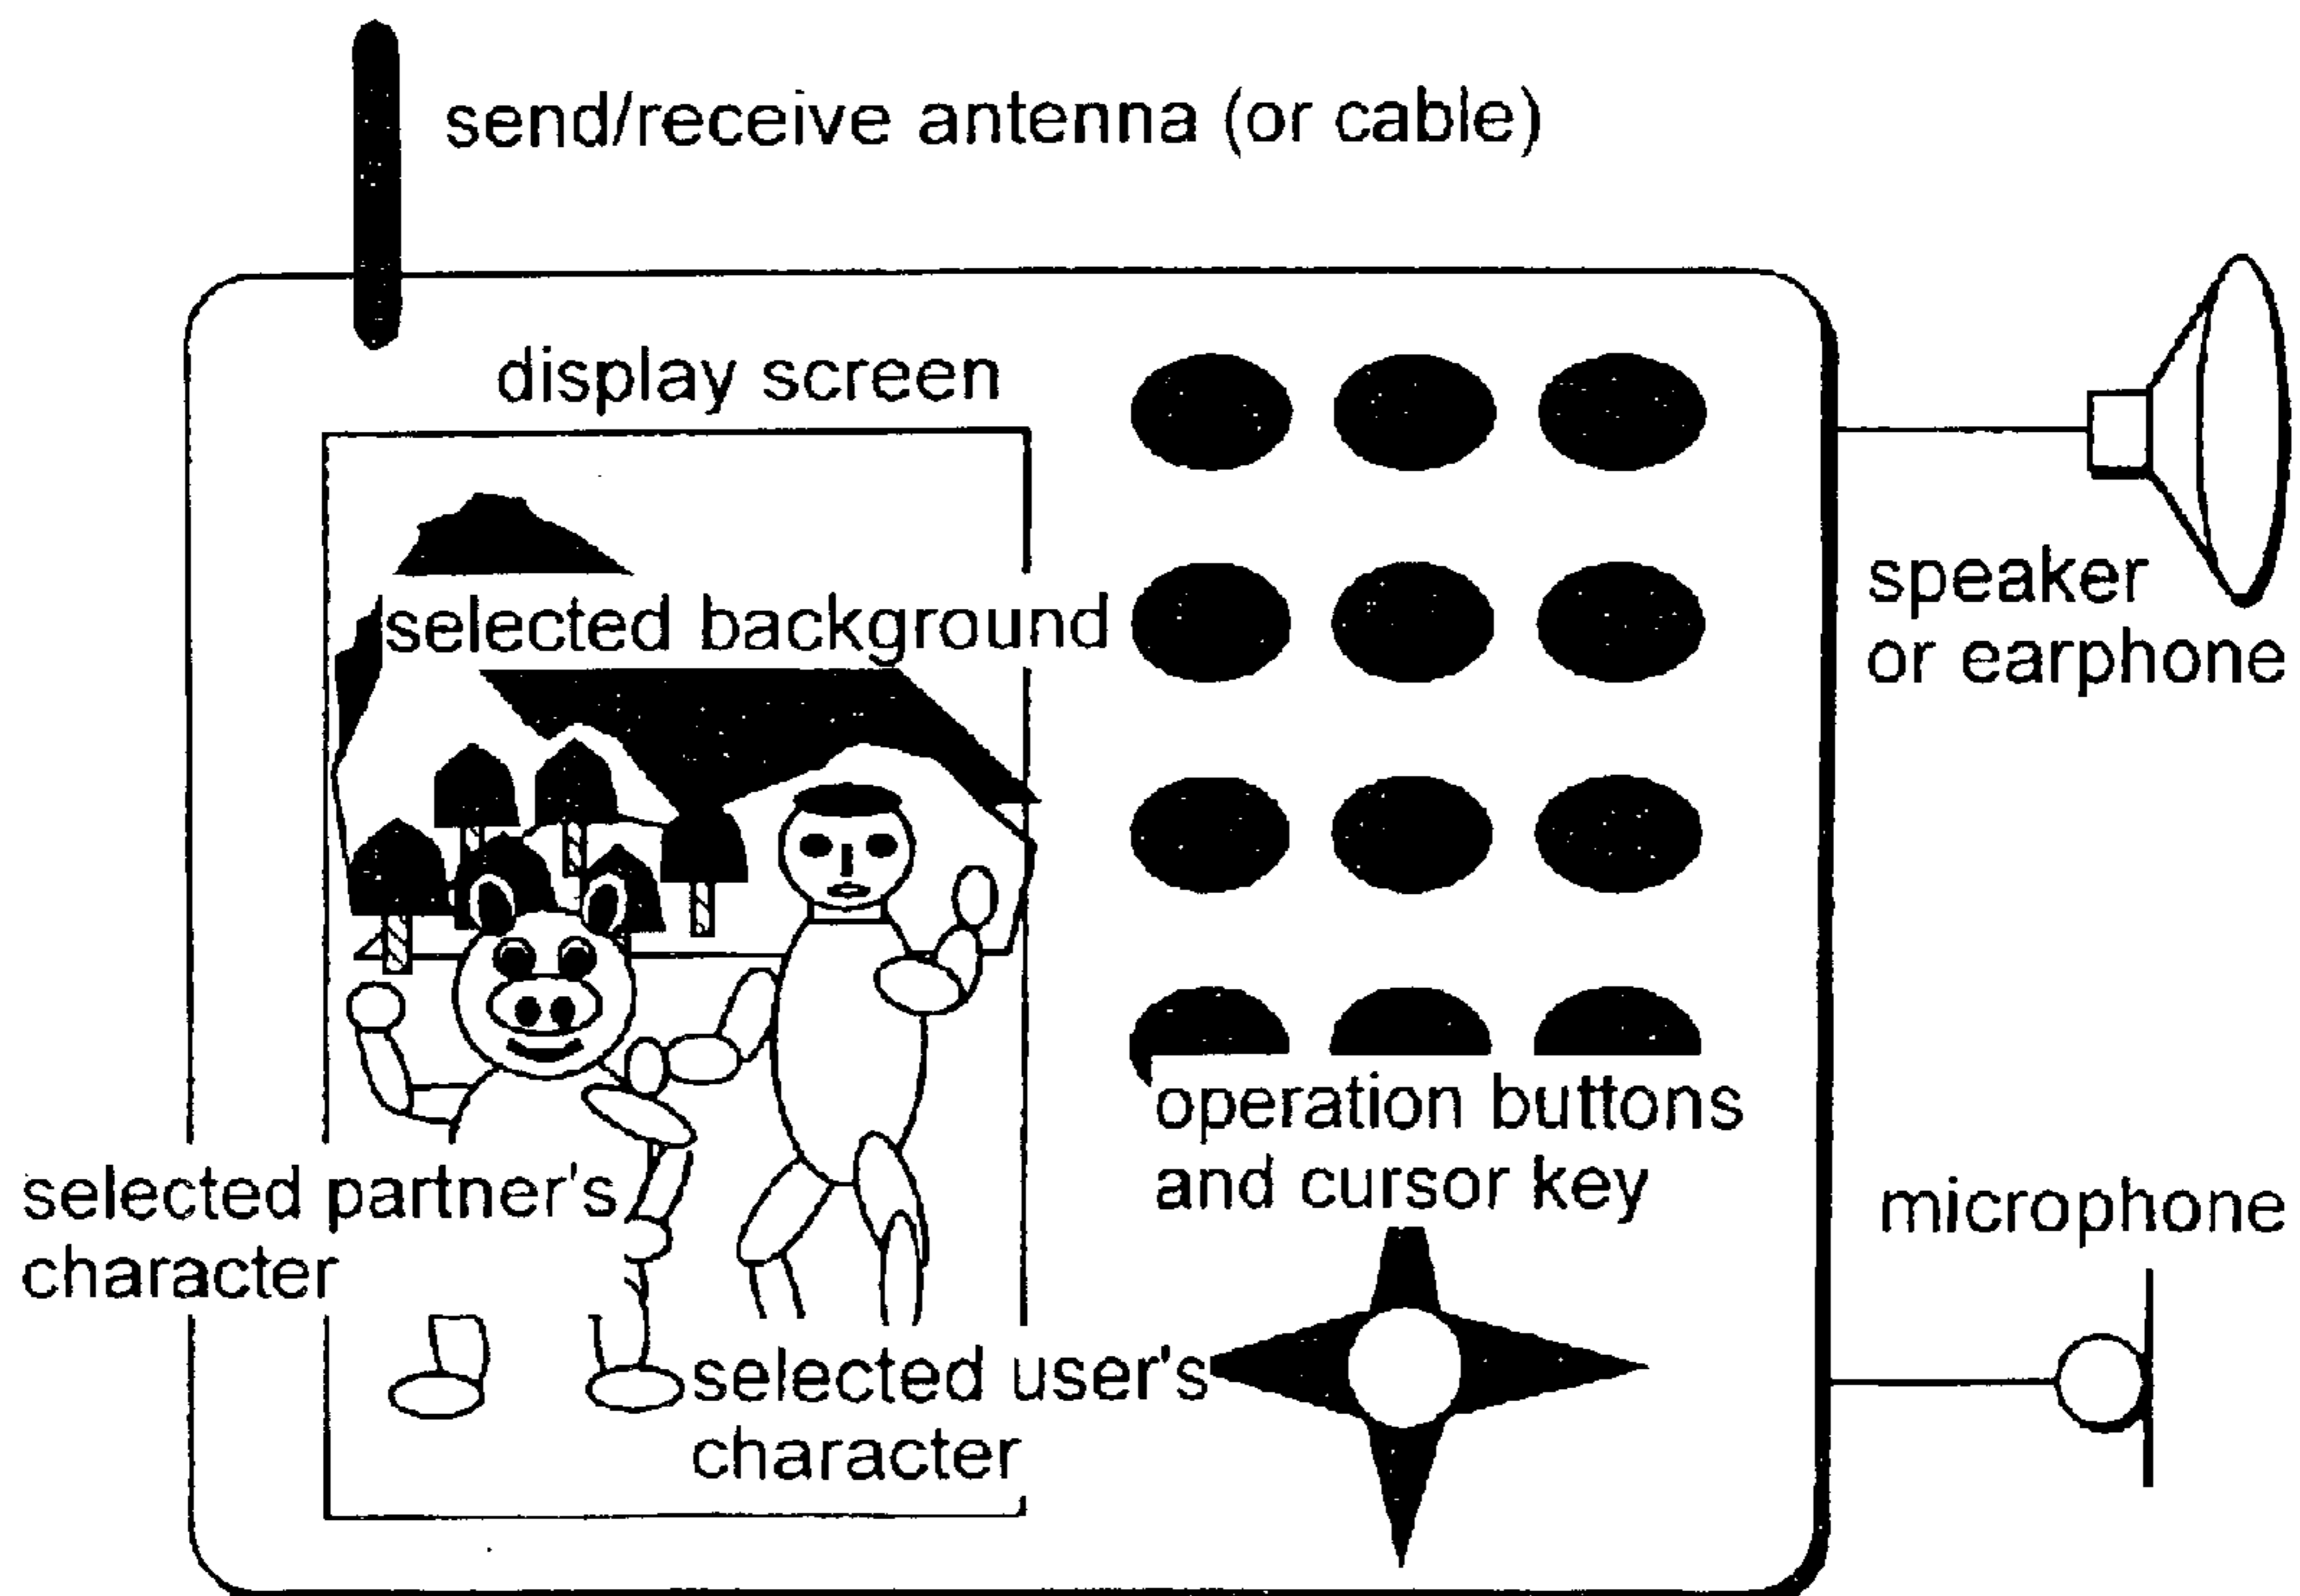 send/receive antenna (or cable)
display screen
selected background
speaker
or earphone
operation buttons
and cursor key
selected partner's
character
microphone
selected user's
character